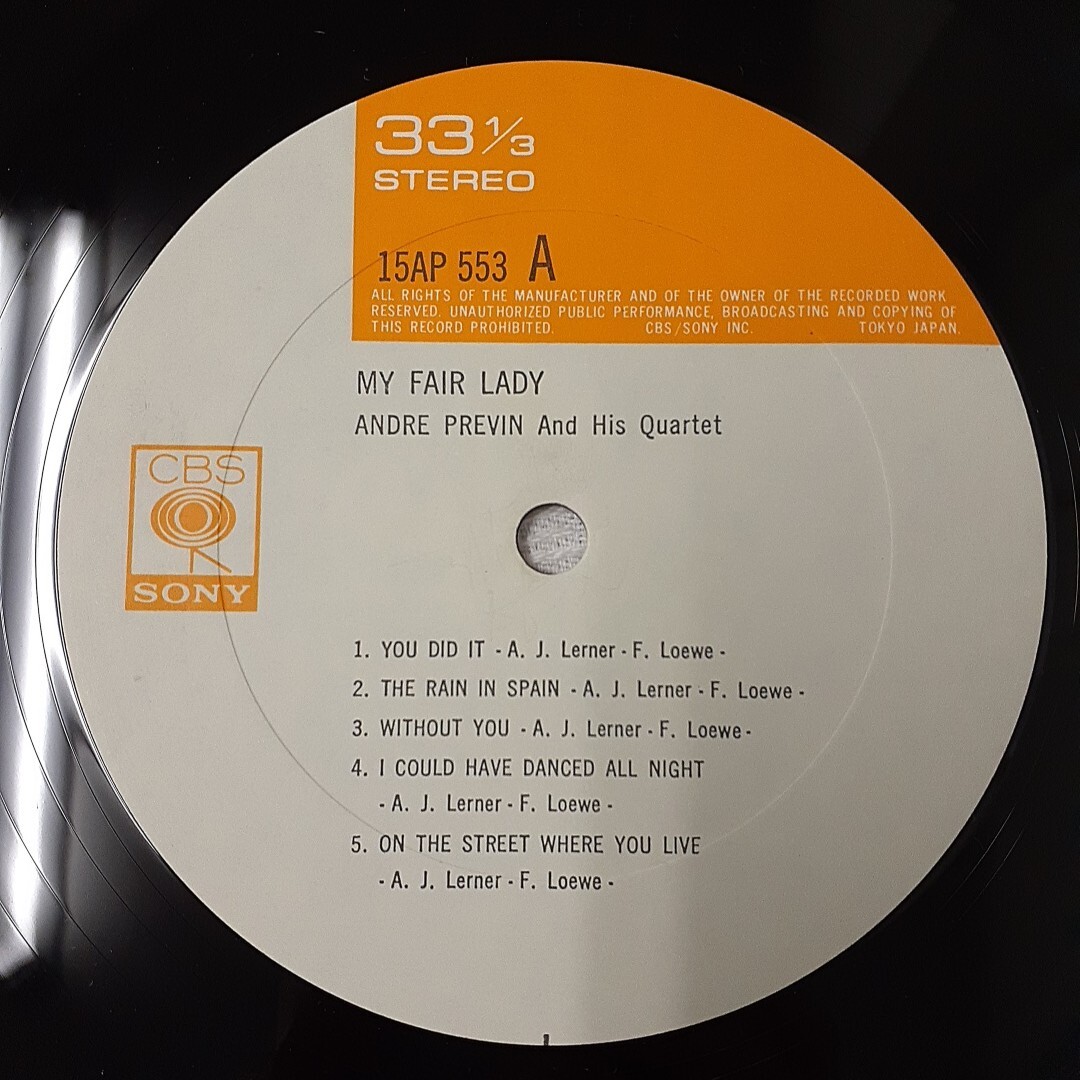 33 1/3
STEREO
15AP 553 A
ALL RIGHTS OF THE MANUFACTURER AND OF THE OWNER OF THE RECORDED WORK
RESERVED. UNAUTHORIZED PUBLIC PERFORMANCE, BROADCASTING AND COPYING OF
THIS RECORD PROHIBITED. CBS/SONY INC. TOKYO JAPAN.
MY FAIR LADY
ANDRE PREVIN And His Quartet
CBS
SONY
1. YOU DID IT - A. J. Lerner - F. Loewe -
2. THE RAIN IN SPAIN - A. J. Lerner - F. Loewe -
3. WITHOUT YOU - A. J. Lerner - F. Loewe -
4. I COULD HAVE DANCED ALL NIGHT
- A. J. Lerner - F. Loewe -
5. ON THE STREET WHERE YOU LIVE
- A. J. Lerner - F. Loewe -